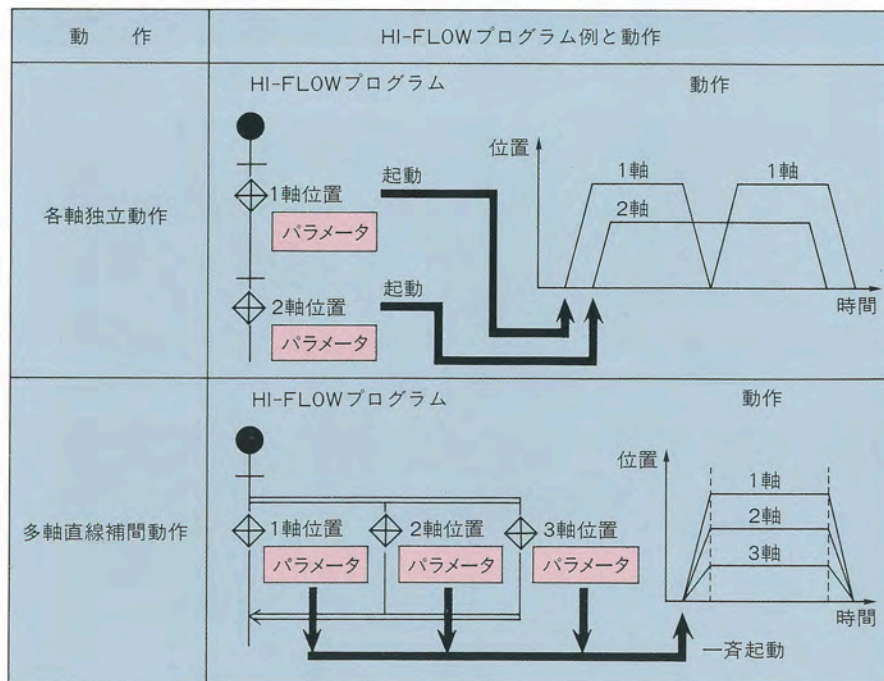 動 作
HI-FLOWプログラム例と動作
各軸独立動作
HI-FLOWプログラム
動作
1軸位置
パラメータ
起動
2軸位置
パラメータ
起動
位置
1軸
1軸
2軸
時間
多軸直線補間動作
HI-FLOWプログラム
動作
1軸位置
2軸位置
3軸位置
パラメータ
パラメータ
パラメータ
位置
1軸
2軸
3軸
時間
一斉起動